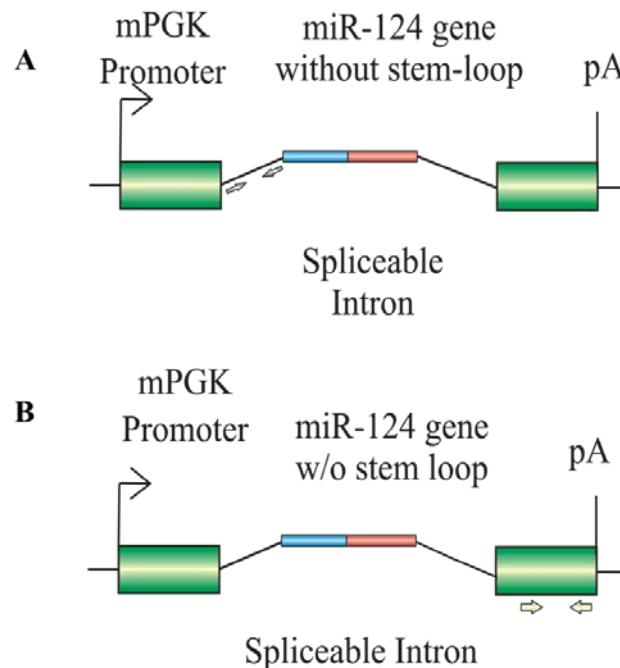 A
mPGK
Promoter
miR-124 gene
without stem-loop
pA
Spliceable
Intron
B
mPGK
Promoter
miR-124 gene
w/o stem loop
pA
Spliceable Intron